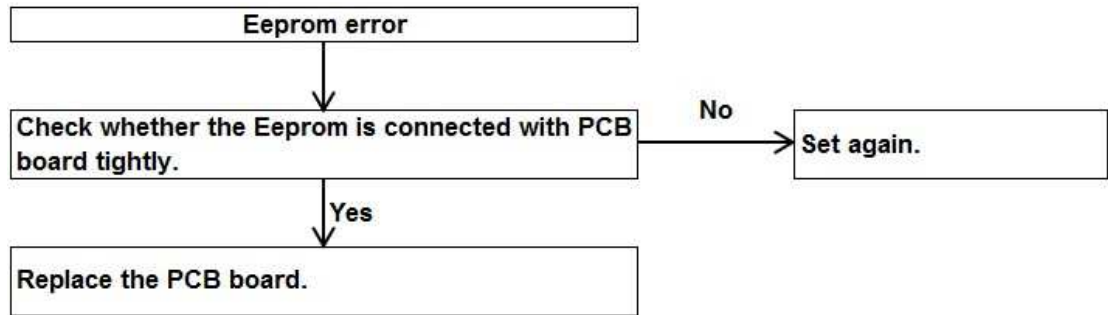 Eeprom error
Check whether the Eeprom is connected with PCB
board tightly.
No
Set again.
Yes
Replace the PCB board.